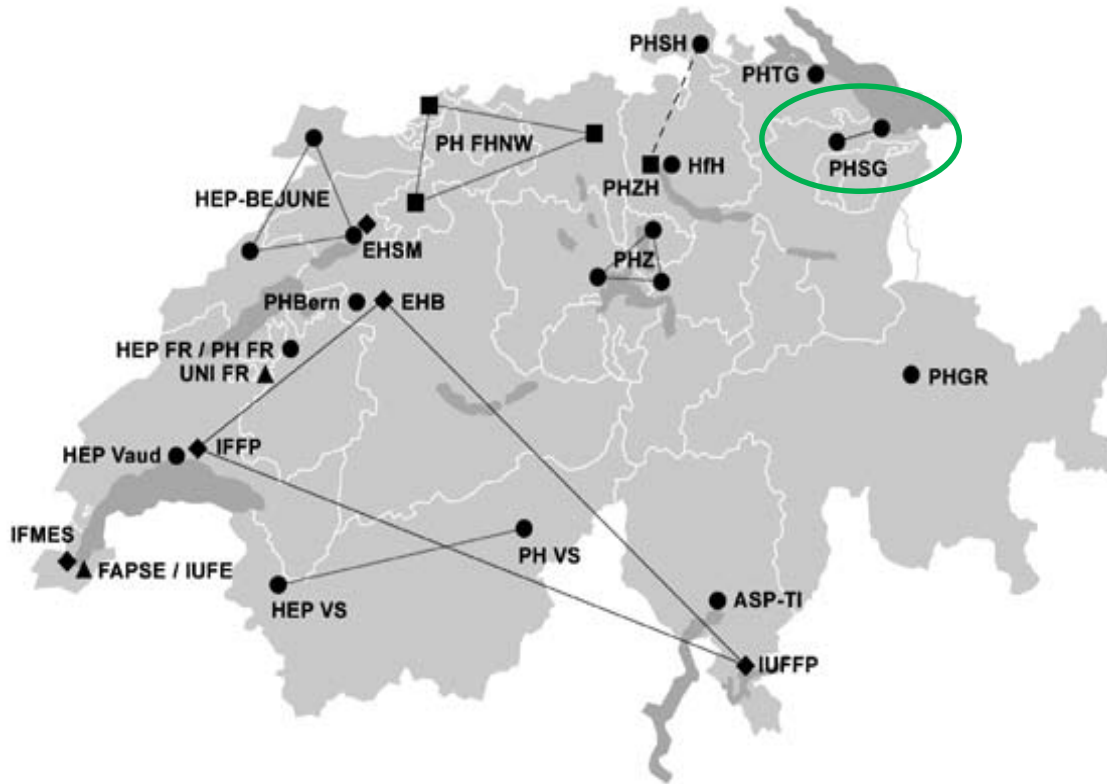 PHSH
PHTG
PH FHNW
PHSG
HfH
PHZH
HEP-BEJUNE
EHSM
PHZ
PHBern
EHB
HEP FR / PH FR
UNI FR
PHGR
HEP Vaud
IFFP
IFMES
PH VS
FAPSE / IUFE
HEP VS
ASP-TI
IUFFP